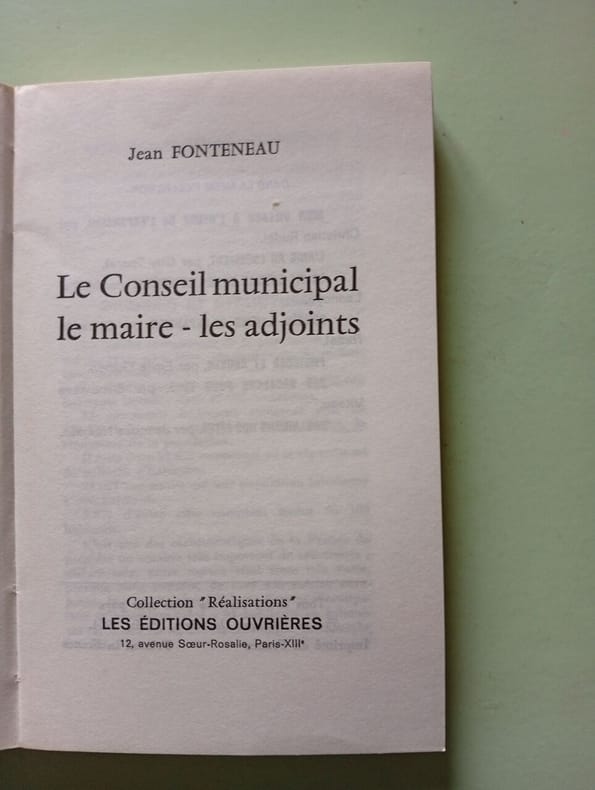 Jean FONTENEAU
Le Conseil municipal
le maire - les adjoints
Collection "Réalisations"
LES ÉDITIONS OUVRIÈRES
12, avenue Sœur-Rosalie, Paris-XIIIᵉ